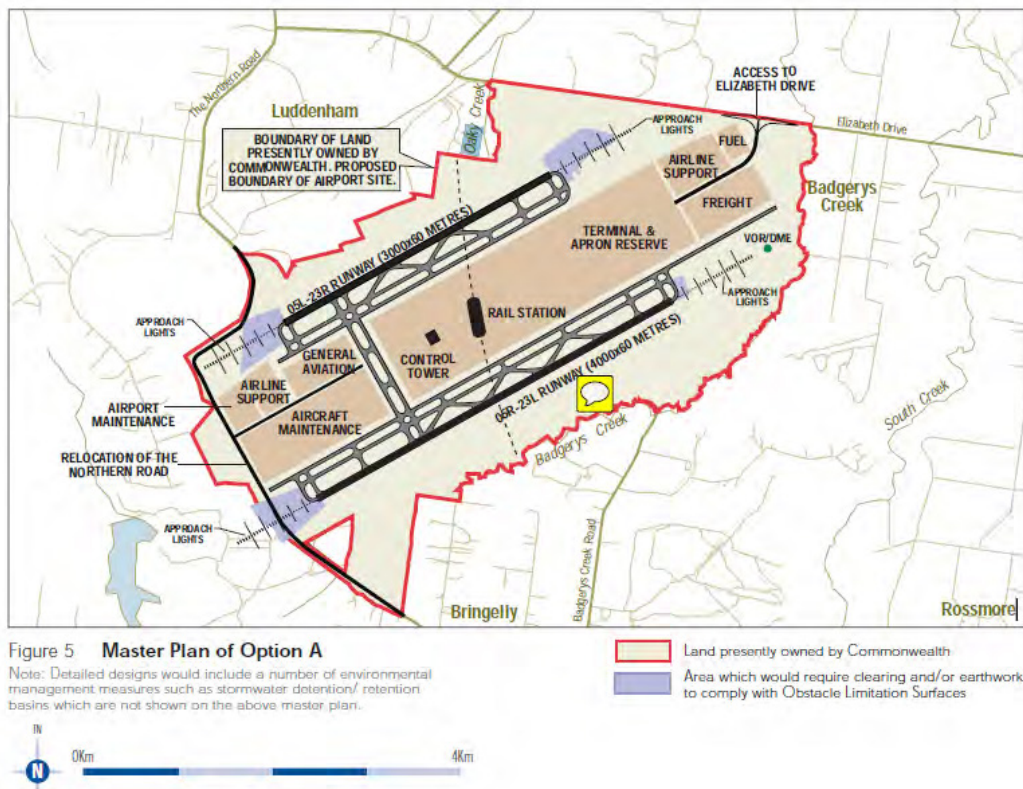 The Northern Road
Luddenham
Oaky Creek
ACCESS TO
ELIZABETH DRIVE
Elizabeth Drive
BOUNDARY OF LAND
PRESENTLY OWNED BY
COMMONWEALTH. PROPOSED
BOUNDARY OF AIRPORT SITE.
APPROACH
LIGHTS
FUEL
AIRLINE
SUPPORT
FREIGHT
Badgerys
Creek
TERMINAL &
APRON RESERVE
VOR/DME
05L-23R RUNWAY (3000x60 METRES)
APPROACH
LIGHTS
RAIL STATION
APPROACH
LIGHTS
GENERAL
AVIATION
CONTROL
TOWER
05R-23L RUNWAY (4000x60 METRES)
AIRLINE
SUPPORT
AIRPORT
MAINTENANCE
AIRCRAFT
MAINTENANCE
South Creek
Badgerys Creek
RELOCATION OF THE
NORTHERN ROAD
APPROACH
LIGHTS
Badgerys Creek Road
Bringelly
Rossmore
Figure 5 Master Plan of Option A
Note: Detailed designs would include a number of environmental
management measures such as stormwater detention/ retention
basins which are not shown on the above master plan.
Land presently owned by Commonwealth
Area which would require clearing and/or earthwork
to comply with Obstacle Limitation Surfaces
N
0Km
4Km